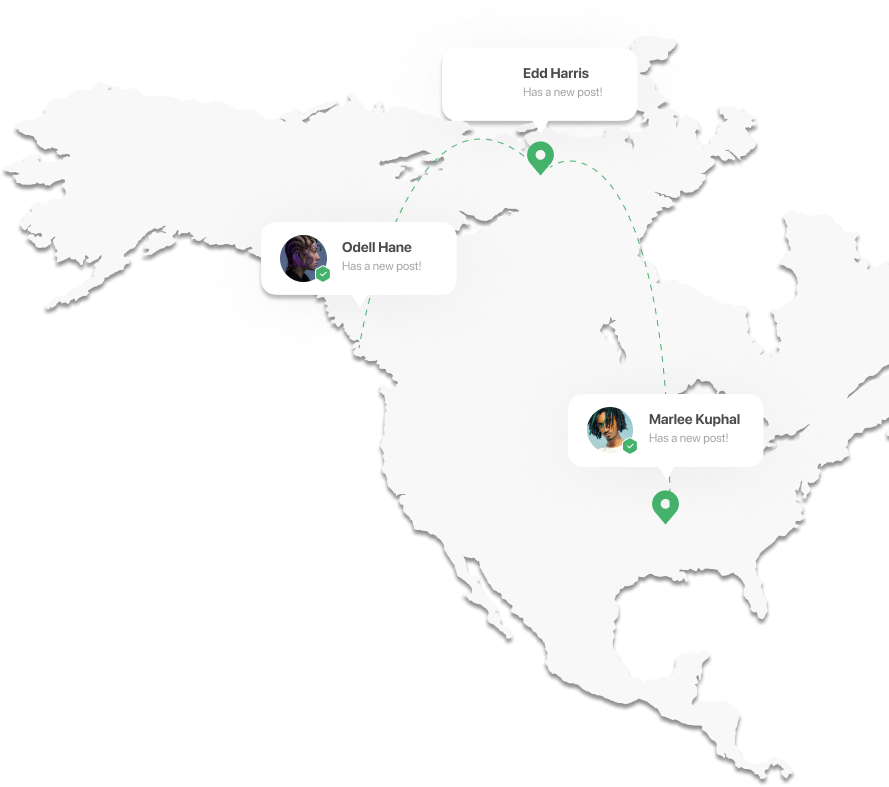 Edd Harris
Has a new post!
Odell Hane
Has a new post!
Marlee Kuphal
Has a new post!